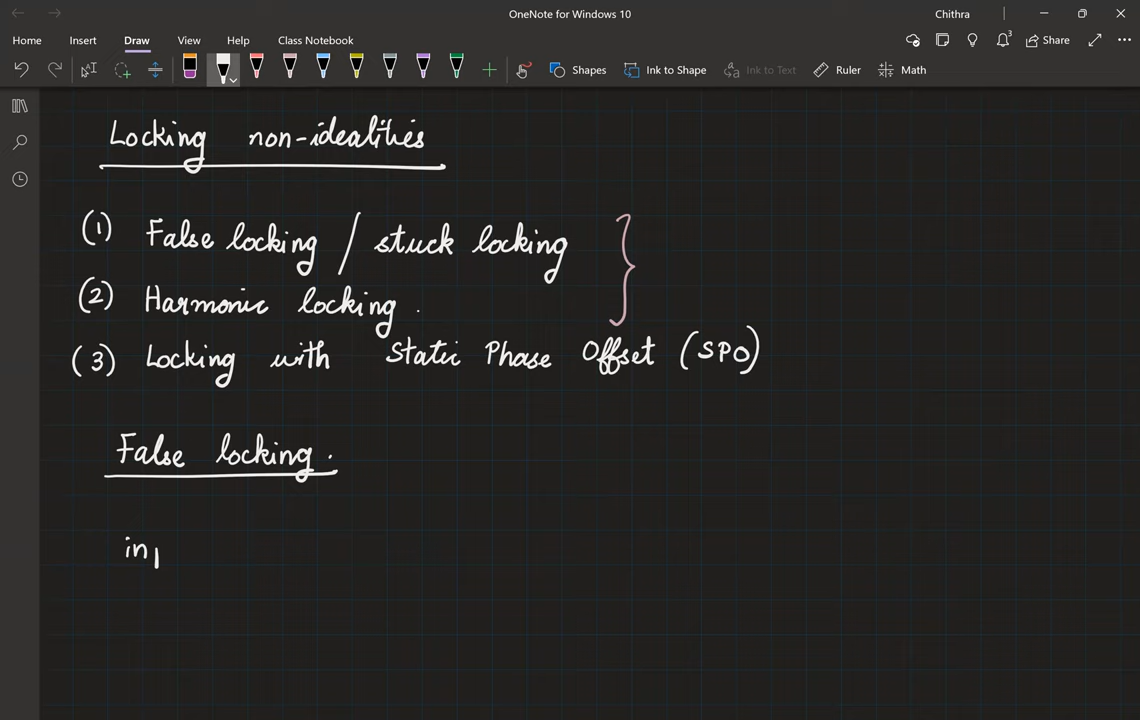 OneNote for Windows 10
Chithra
Home Insert Draw View Help Class Notebook
3 Share
Shapes Ink to Shape Ink to Text Ruler Math
Locking non-idealities
(1) False locking / stuck locking
(2) Harmonic locking.
(3) Locking with Static Phase Offset (SPO)
False locking.
in